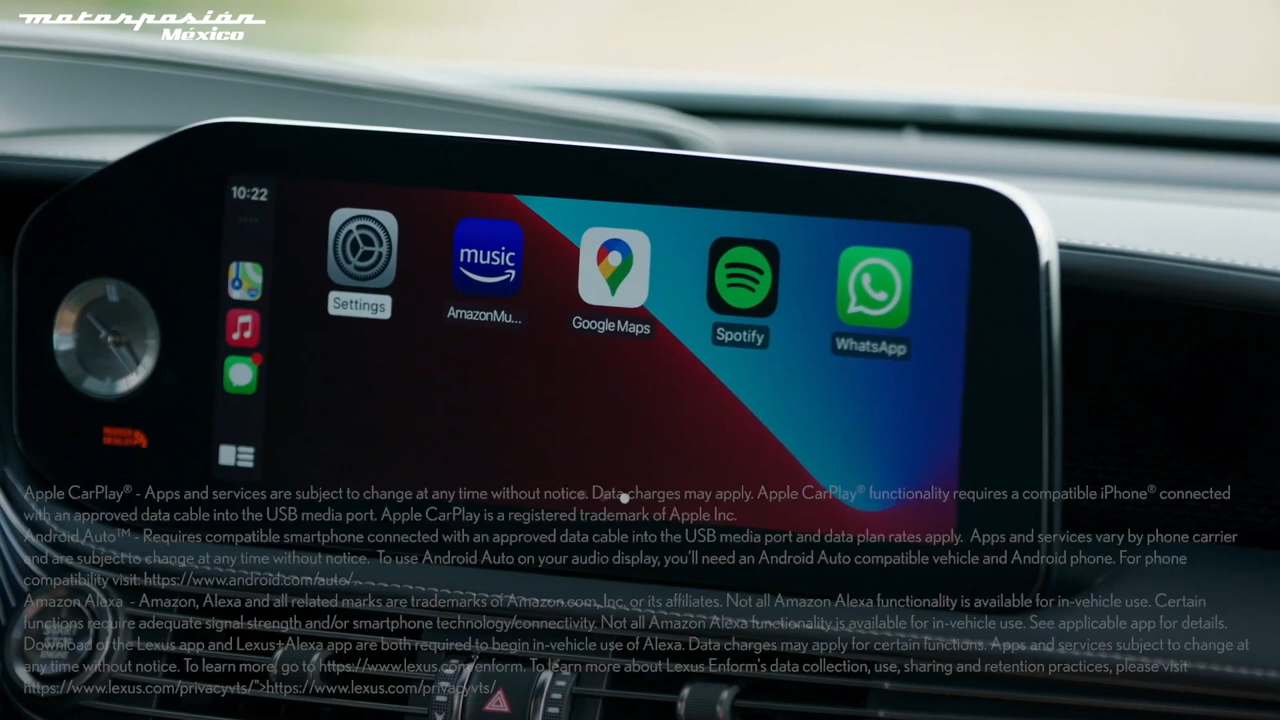 motorpasión
México
10:22
Settings
music
AmazonMu...
Google Maps
Spotify
WhatsApp
Apple CarPlay® - Apps and services are subject to change at any time without notice. Data charges may apply. Apple CarPlay® functionality requires a compatible iPhone® connected
with an approved data cable into the USB media port. Apple CarPlay is a registered trademark of Apple Inc.
Android Auto™ - Requires compatible smartphone connected with an approved data cable into the USB media port and data plan rates apply. Apps and services vary by phone carrier
and are subject to change at any time without notice. To use Android Auto on your audio display, you'll need an Android Auto compatible vehicle and Android phone. For phone
compatibility visit: https://www.android.com/auto/
Amazon Alexa - Amazon, Alexa and all related marks are trademarks of Amazon.com, Inc. or its affiliates. Not all Amazon Alexa functionality is available for in-vehicle use. Certain
functions require adequate signal strength and/or smartphone technology/connectivity. Not all Amazon Alexa functionality is available for in-vehicle use. See applicable app for details.
Download of the Lexus app and Lexus+Alexa app are both required to begin in-vehicle use of Alexa. Data charges may apply for certain functions. Apps and services subject to change at
any time without notice. To learn more, go to https://www.lexus.com/enform. To learn more about Lexus Enform's data collection, use, sharing and retention practices, please visit
https://www.lexus.com/privacyvts/">https://www.lexus.com/privacyvts/
START
STOP
ENGINE